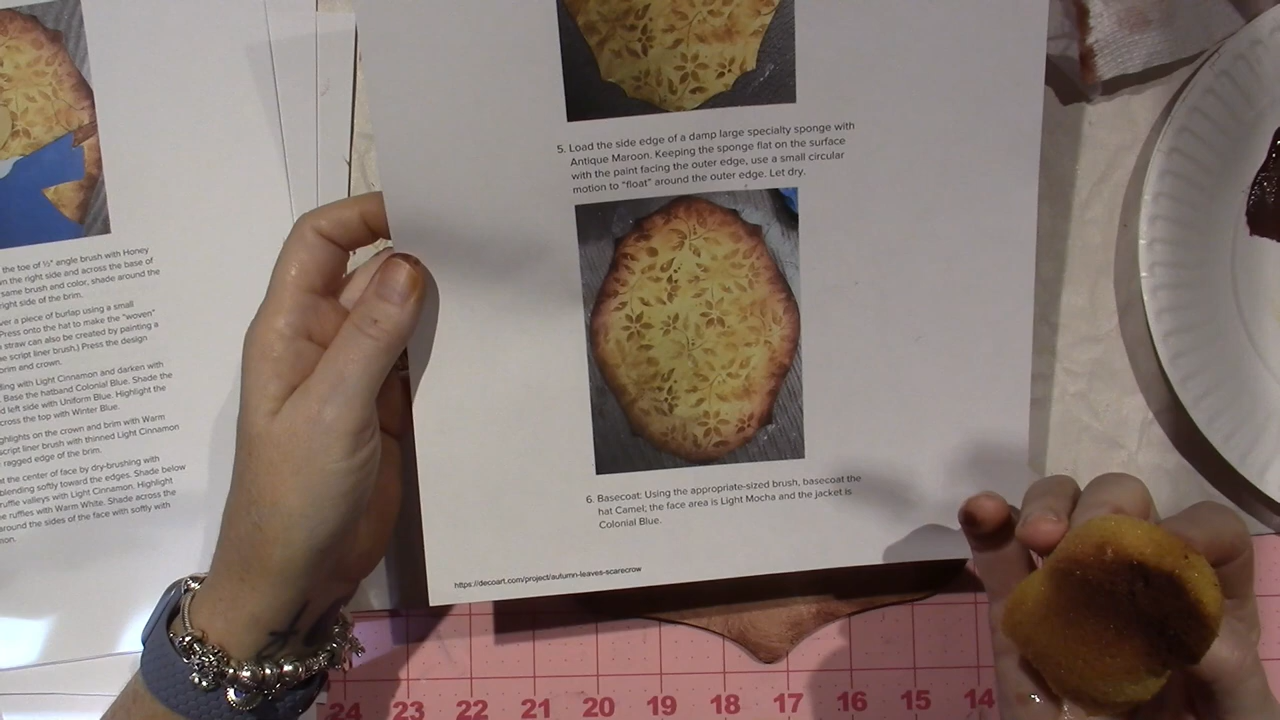 the toe of ½" angle brush with Honey
n the right side and across the base of
same brush and color, shade around the
right side of the brim.
ver a piece of burlap using a small
Press onto the hat to make the "woven"
straw can also be created by painting a
e script liner brush.) Press the design
brim and crown.
ling with Light Cinnamon and darken with
. Base the hatband Colonial Blue. Shade the
d left side with Uniform Blue. Highlight the
cross the top with Winter Blue.
ghlights on the crown and brim with Warm
script liner brush with thinned Light Cinnamon
ragged edge of the brim.
t the center of face by dry-brushing with
blending softly toward the edges. Shade below
ruffle valleys with Light Cinnamon. Highlight
e ruffles with Warm White. Shade across the
around the sides of the face with softly with
mon.
5. Load the side edge of a damp large specialty sponge with
Antique Maroon. Keeping the sponge flat on the surface
with the paint facing the outer edge, use a small circular
motion to "float" around the outer edge. Let dry.
6. Basecoat: Using the appropriate-sized brush, basecoat the
hat Camel; the face area is Light Mocha and the jacket is
Colonial Blue.
https://decoart.com/project/autumn-leaves-scarecrow
24 23 22 21 20 19 18 17 16 15 14